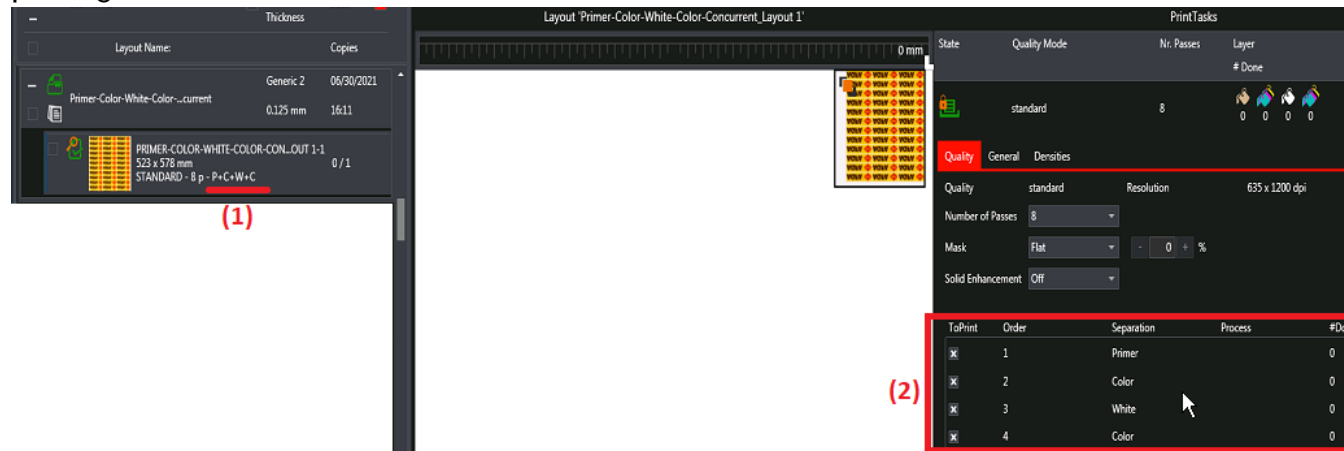 Thickness
Layout Name:
Copies
Primer-Color-White-Color-...current
Generic 2
06/30/2021
0.125 mm
16:11
PRIMER-COLOR-WHITE-COLOR-CON...OUT 1-1
523 x 578 mm
0 / 1
STANDARD - 8 p - P+C+W+C
(1)
Layout 'Primer-Color-White-Color-Concurrent_Layout 1'
0 mm
PrintTasks
State
Quality Mode
Nr. Passes
Layer
# Done
standard
8
0 0 0 0
Quality
General
Densities
Quality
standard
Resolution
635 x 1200 dpi
Number of Passes
8
Mask
Flat
- 0 + %
Solid Enhancement
Off
(2)
ToPrint
Order
Separation
Process
1
Primer
0
2
Color
0
3
White
0
4
Color
0